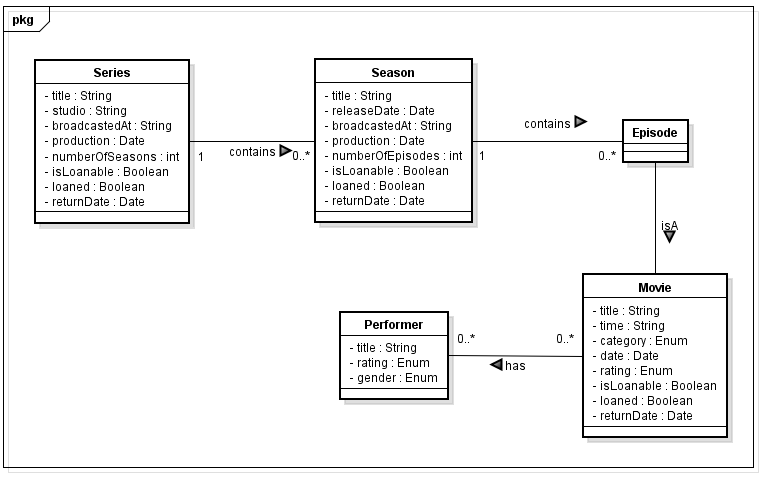 pkg
Series
- title : String
- studio : String
- broadcastedAt : String
- production : Date
- numberOfSeasons : int
- isLoanable : Boolean
- loaned : Boolean
- returnDate : Date
1
contains
0..*
Season
- title : String
- releaseDate : Date
- broadcastedAt : String
- production : Date
- numberOfEpisodes : int
- isLoanable : Boolean
- loaned : Boolean
- returnDate : Date
1
contains
0..*
Episode
isA
Performer
- title : String
- rating : Enum
- gender : Enum
0..*
has
0..*
Movie
- title : String
- time : String
- category : Enum
- date : Date
- rating : Enum
- isLoanable : Boolean
- loaned : Boolean
- returnDate : Date